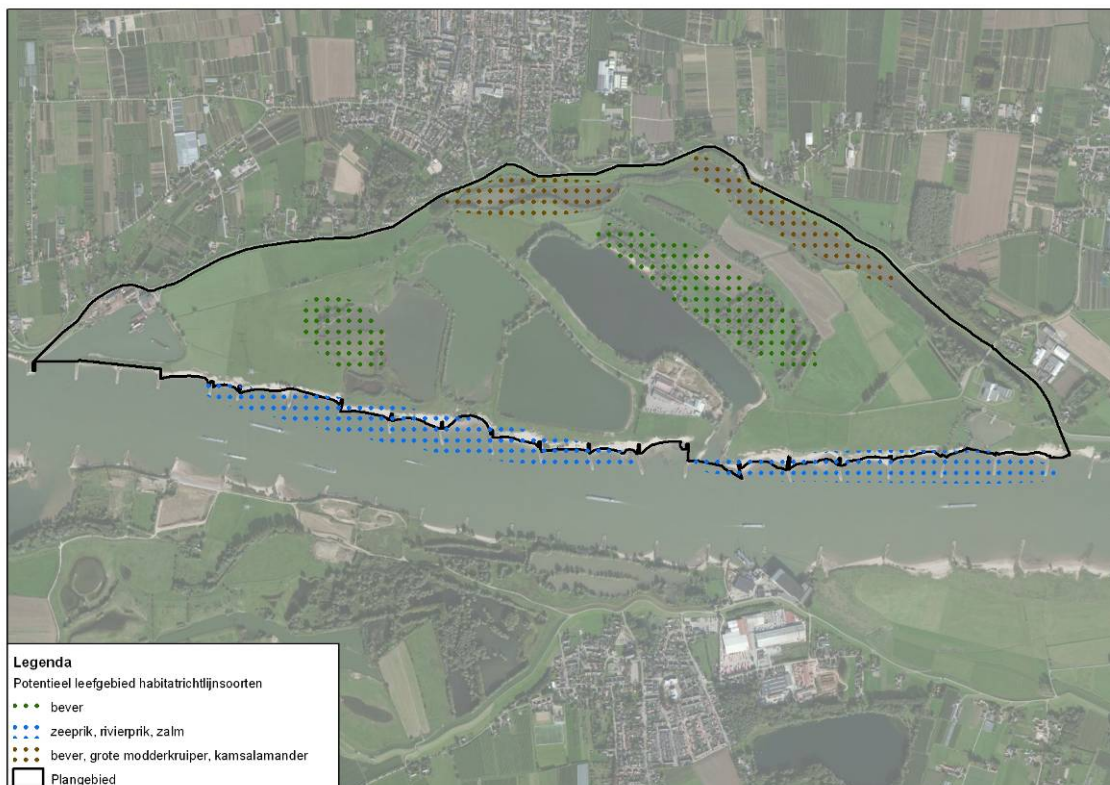 Legenda
Potentieel leefgebied habitatrichtlijnsoorten
bever
zeeprik, rivierprik, zalm
bever, grote modderkruiper, kamsalamander
Plangebied